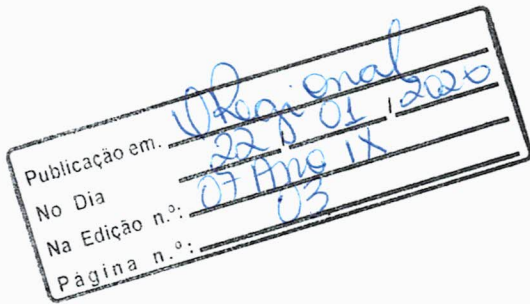 Publicação em. O Regional
No Dia 22 / 01 / 2020
Na Edição n.º: 07 Ano IX
Página n.º: 03